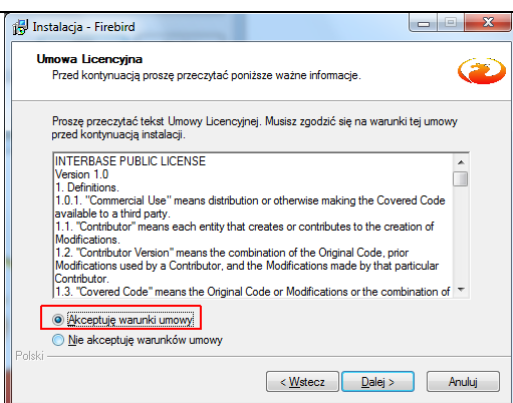 Instalacja - Firebird
Umowa Licencyjna
Przed kontynuacją proszę przeczytać poniższe ważne informacje.
Proszę przeczytać tekst Umowy Licencyjnej. Musisz zgodzić się na warunki tej umowy
przed kontynuacją instalacji.
INTERBASE PUBLIC LICENSE
Version 1.0
1. Definitions.
1.0.1. "Commercial Use" means distribution or otherwise making the Covered Code
available to a third party.
1.1. "Contributor" means each entity that creates or contributes to the creation of
Modifications.
1.2. "Contributor Version" means the combination of the Original Code, prior
Modifications used by a Contributor, and the Modifications made by that particular
Contributor.
1.3. "Covered Code" means the Original Code or Modifications or the combination of
Akceptuję warunki umowy
Nie akceptuję warunków umowy
Polski
< Wstecz Dalej > Anuluj